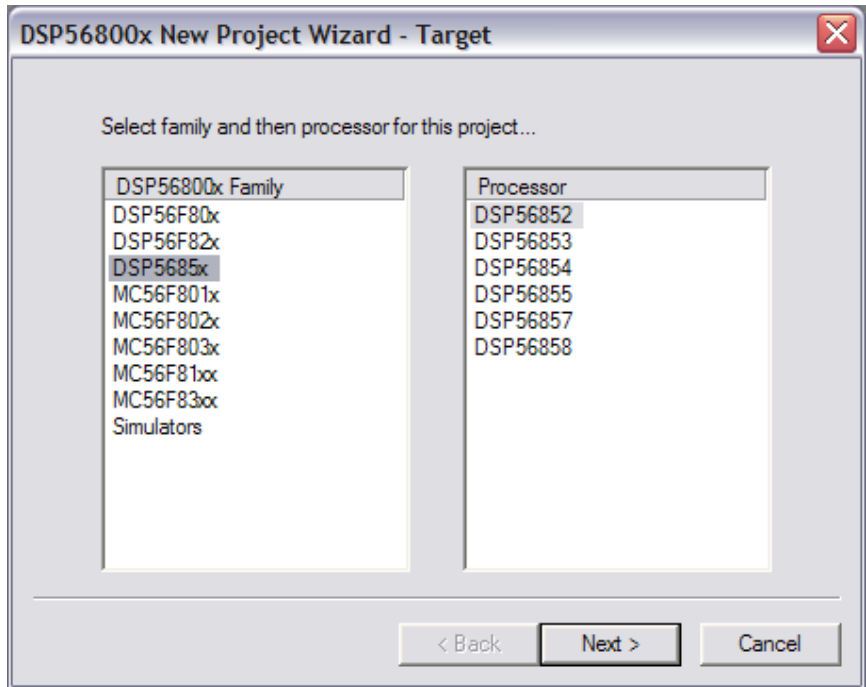 DSP56800x New Project Wizard - Target
Select family and then processor for this project...
DSP56800x Family
DSP56F80x
DSP56F82x
DSP5685x
MC56F801x
MC56F802x
MC56F803x
MC56F81xx
MC56F83xx
Simulators
Processor
DSP56852
DSP56853
DSP56854
DSP56855
DSP56857
DSP56858
< Back
Next >
Cancel